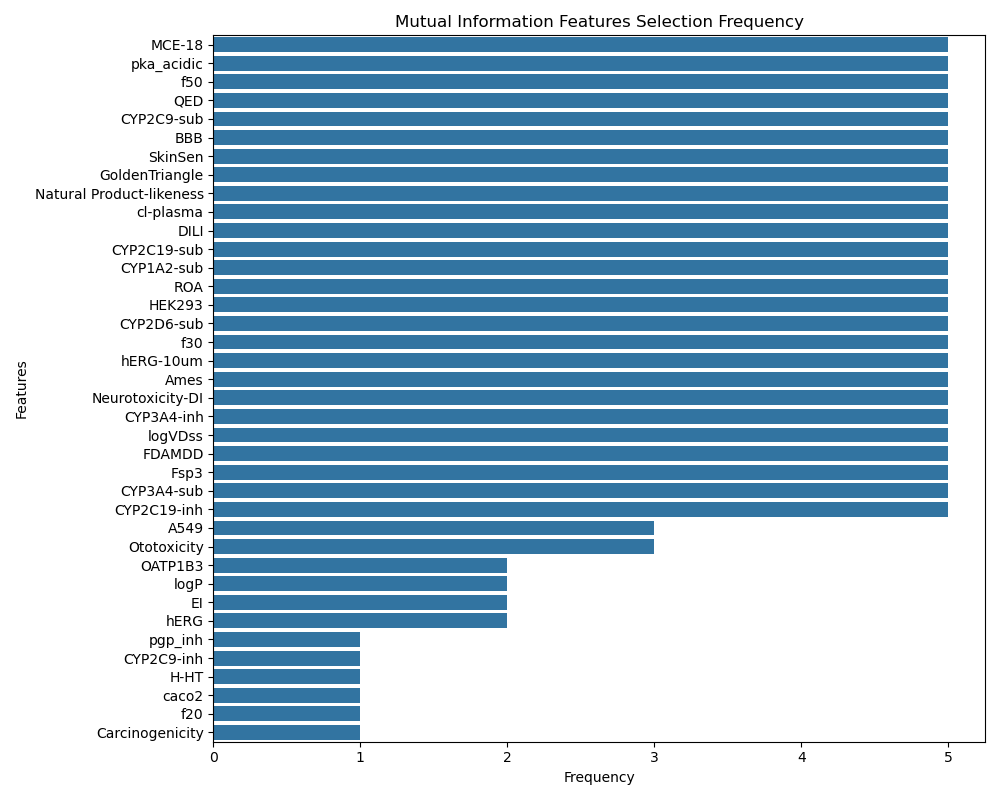 Mutual Information Features Selection Frequency
MCE-18
pka_acidic
f50
QED
CYP2C9-sub
BBB
SkinSen
GoldenTriangle
Natural Product-likeness
cl-plasma
DILI
CYP2C19-sub
CYP1A2-sub
ROA
HEK293
CYP2D6-sub
f30
hERG-10um
Ames
Neurotoxicity-DI
CYP3A4-inh
logVDss
FDAMDD
Fsp3
CYP3A4-sub
CYP2C19-inh
A549
Ototoxicity
OATP1B3
logP
EI
hERG
pgp_inh
CYP2C9-inh
H-HT
caco2
f20
Carcinogenicity
Features
0 1 2 3 4 5
Frequency